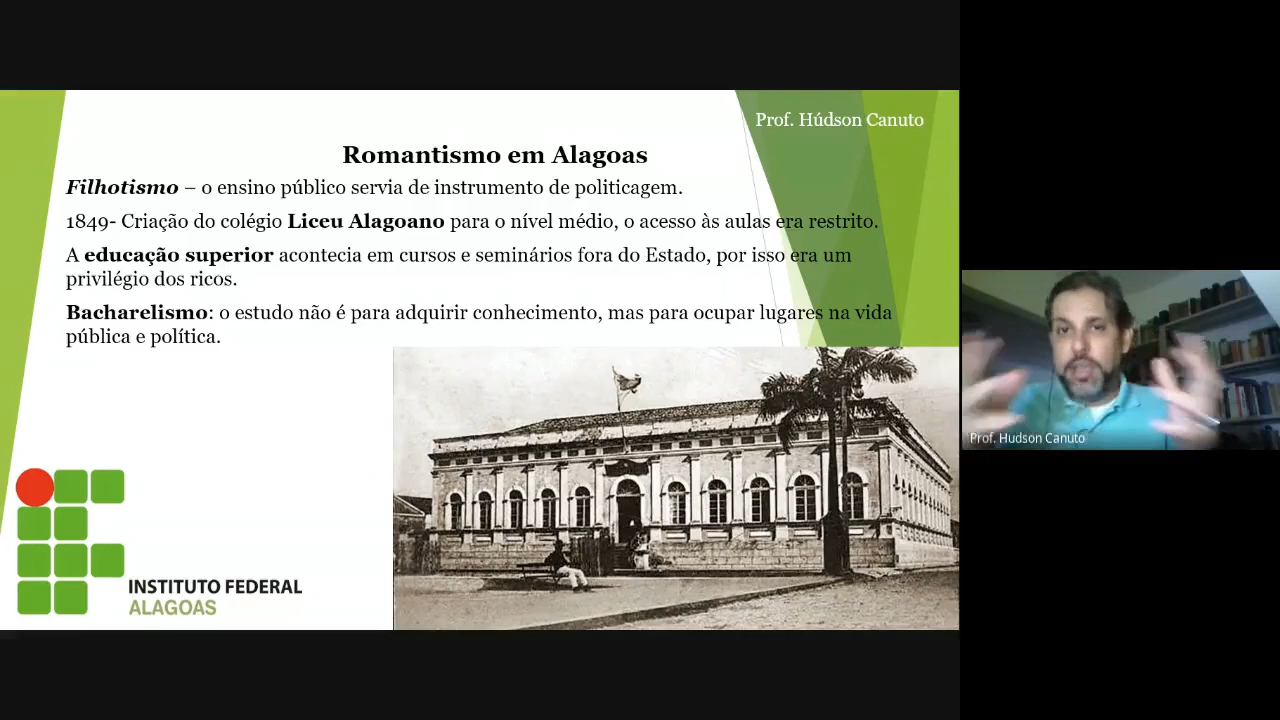 Prof. Húdson Canuto
Romantismo em Alagoas
Filhotismo – o ensino público servia de instrumento de politicagem.
1849- Criação do colégio Liceu Alagoano para o nível médio, o acesso às aulas era restrito.
A educação superior acontecia em cursos e seminários fora do Estado, por isso era um
privilégio dos ricos.
Bacharelismo: o estudo não é para adquirir conhecimento, mas para ocupar lugares na vida
pública e política.
INSTITUTO FEDERAL
ALAGOAS
Prof. Hudson Canuto